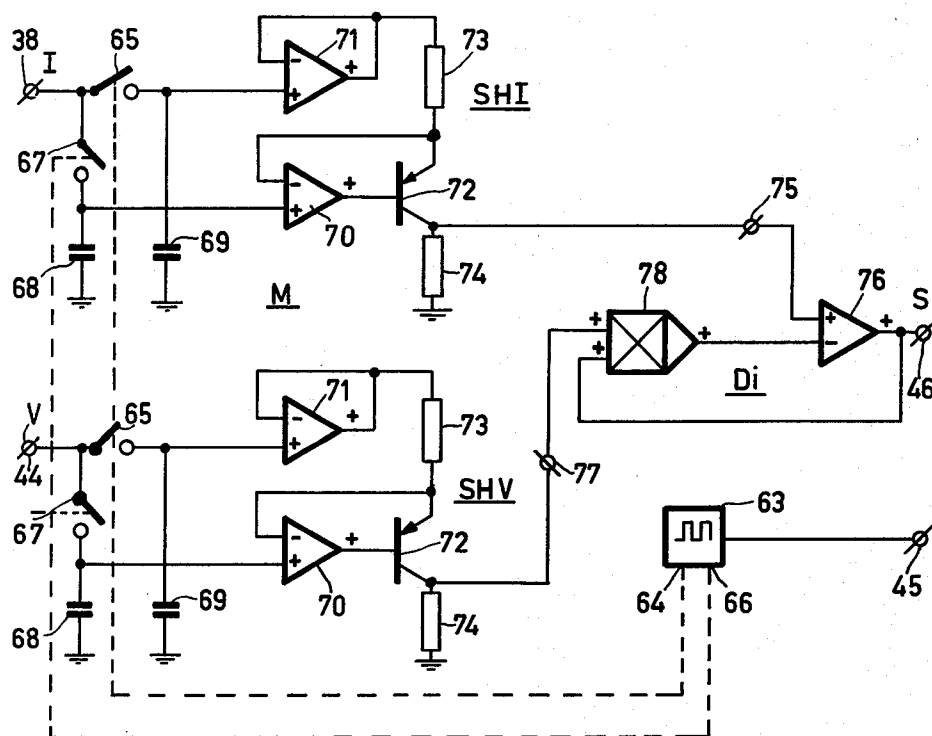 38 I 65 71 73
SHI
67 72
70 75
68 69 74
M 78 76 S
Di 46
V 65 71 73
44 77
SHV 63
67 72
70 64 66 45
68 69 74
+ − + + − + + − + + − + + + + + −  +